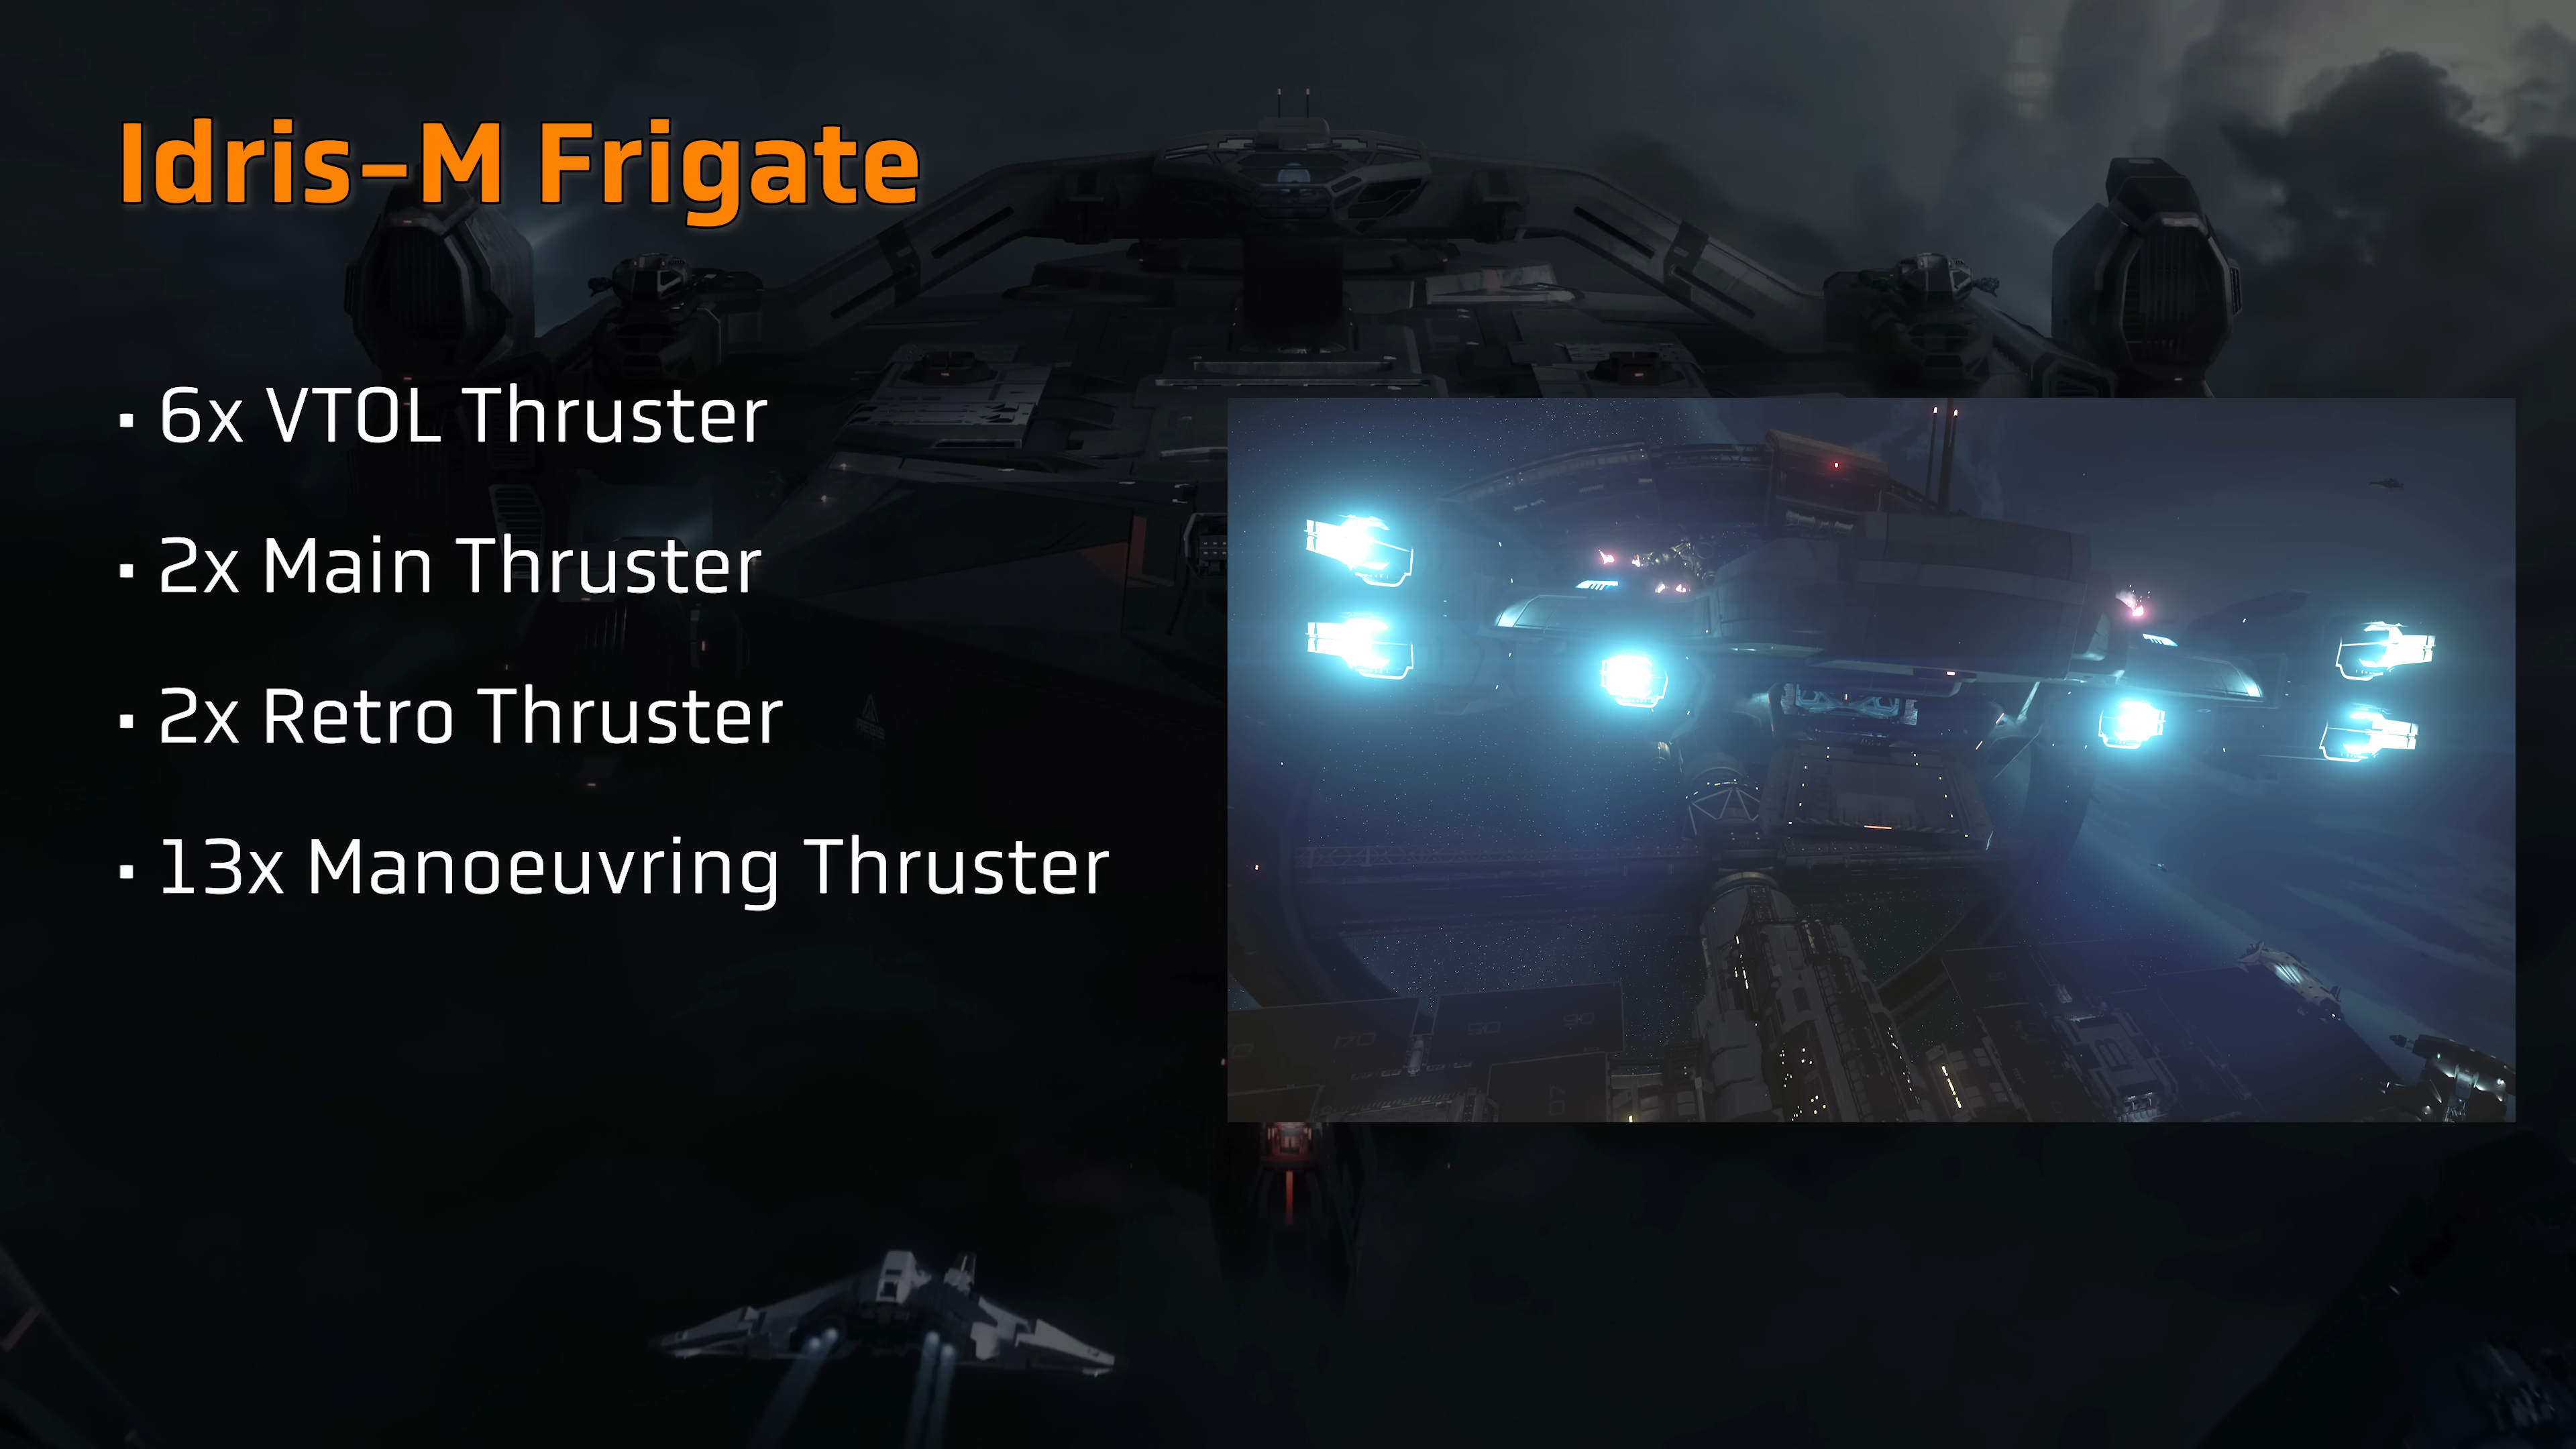 Idris-M Frigate
▪ 6x VTOL Thruster
▪ 2x Main Thruster
▪ 2x Retro Thruster
▪ 13x Manoeuvring Thruster